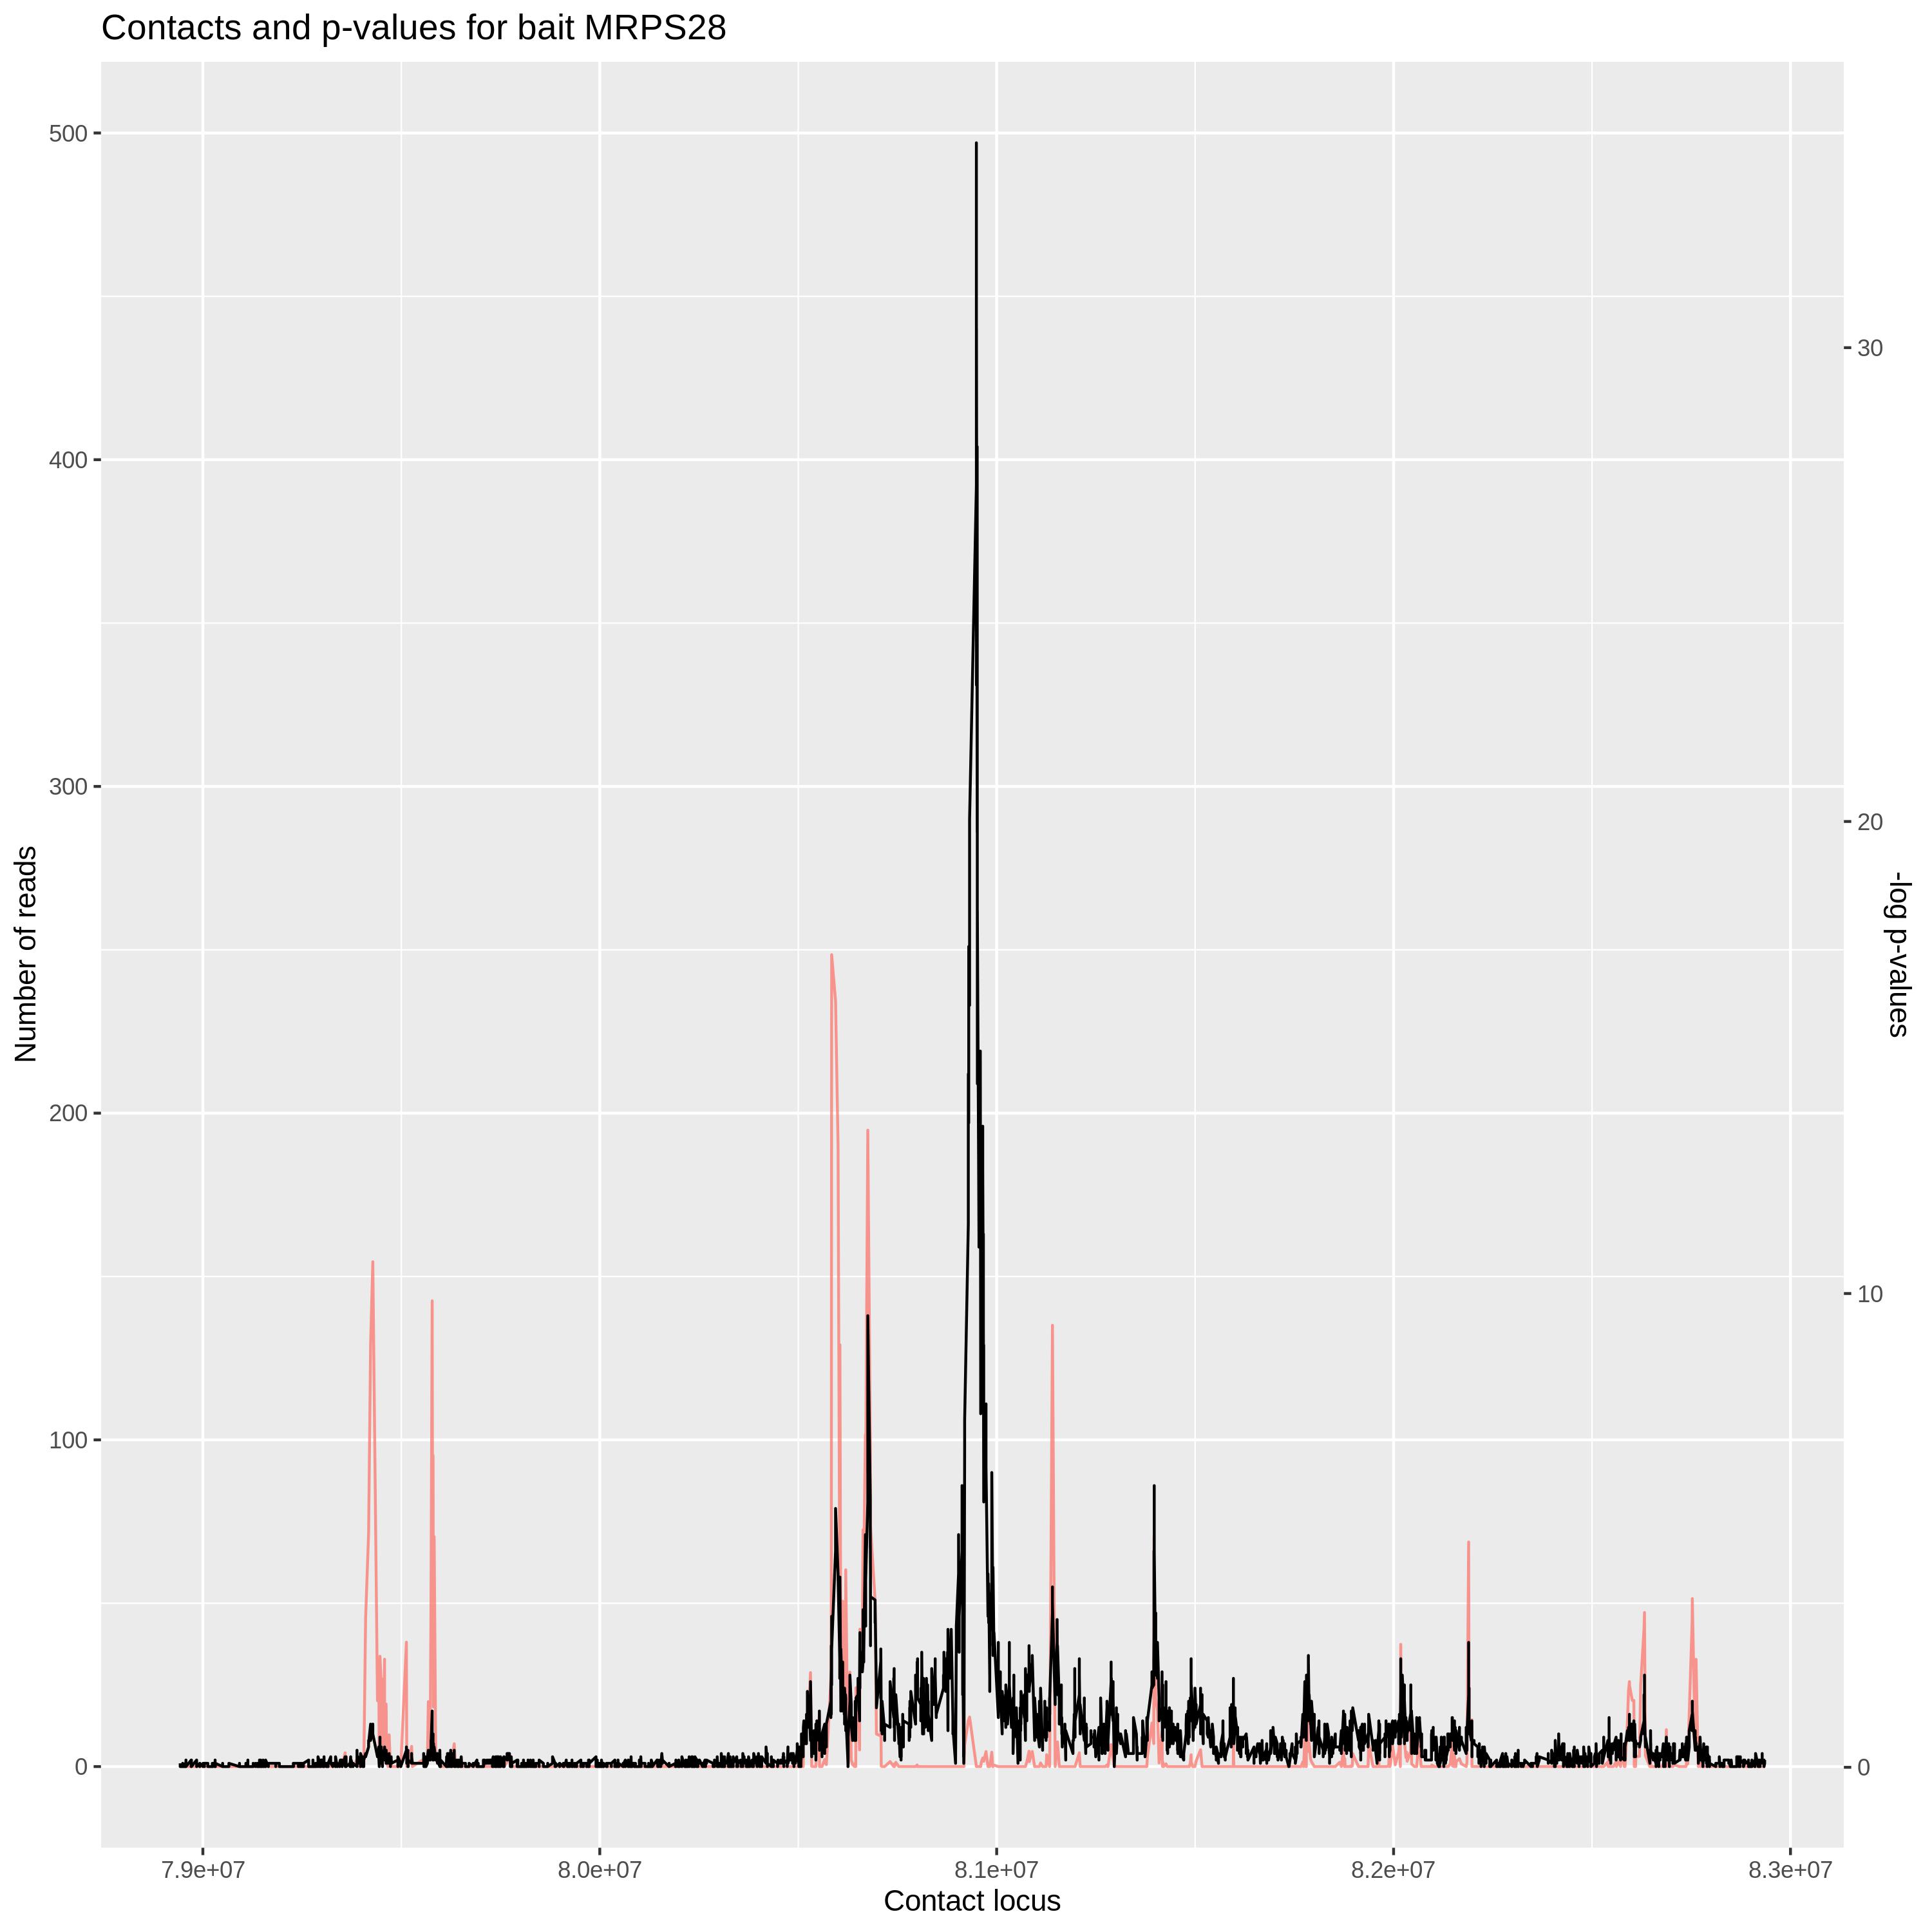 Contacts and p-values for bait MRPS28
500
400
300
200
100
0
Number of reads
30
20
10
0
-log p-values
7.9e+07
8.0e+07
8.1e+07
8.2e+07
8.3e+07
Contact locus